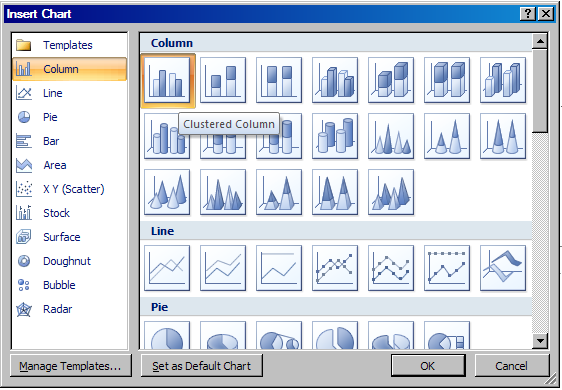 Insert Chart
Templates
Column
Line
Pie
Bar
Area
X Y (Scatter)
Stock
Surface
Doughnut
Bubble
Radar
Column
Clustered Column
Line
Pie
Manage Templates...
Set as Default Chart
OK
Cancel